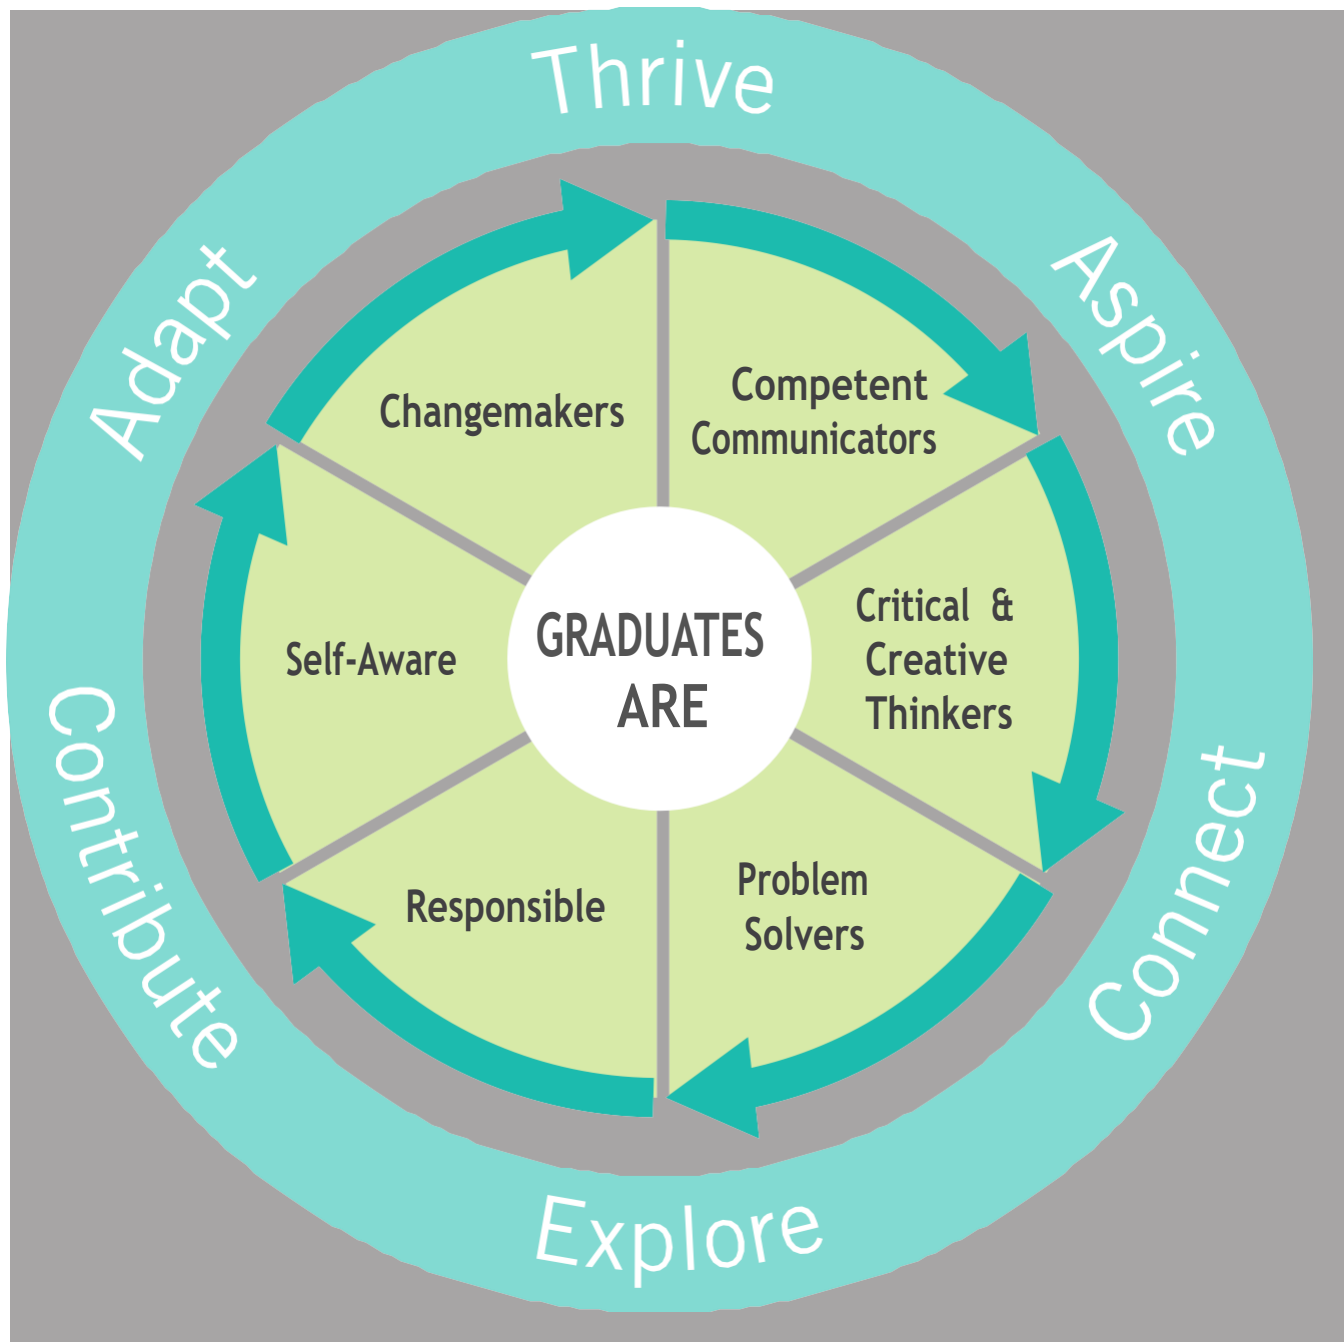 Thrive
Aspire
Connect
Explore
Contribute
Adapt
Competent
Communicators
Critical &
Creative
Thinkers
Problem
Solvers
Responsible
Self-Aware
Changemakers
GRADUATES
ARE